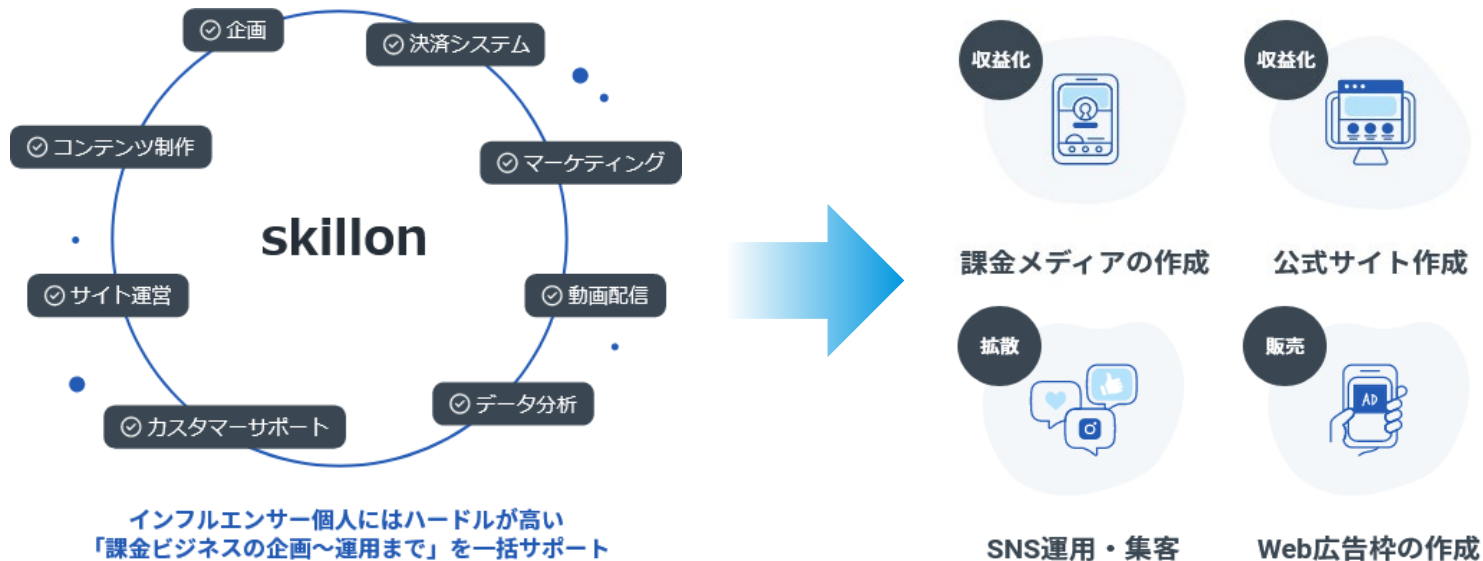 企画
決済システム
コンテンツ制作
マーケティング
skillon
サイト運営
動画配信
データ分析
カスタマーサポート
インフルエンサー個人にはハードルが高い
「課金ビジネスの企画～運用まで」を一括サポート
収益化
課金メディアの作成
収益化
公式サイト作成
拡散
SNS運用・集客
販売
AD
Web広告枠の作成